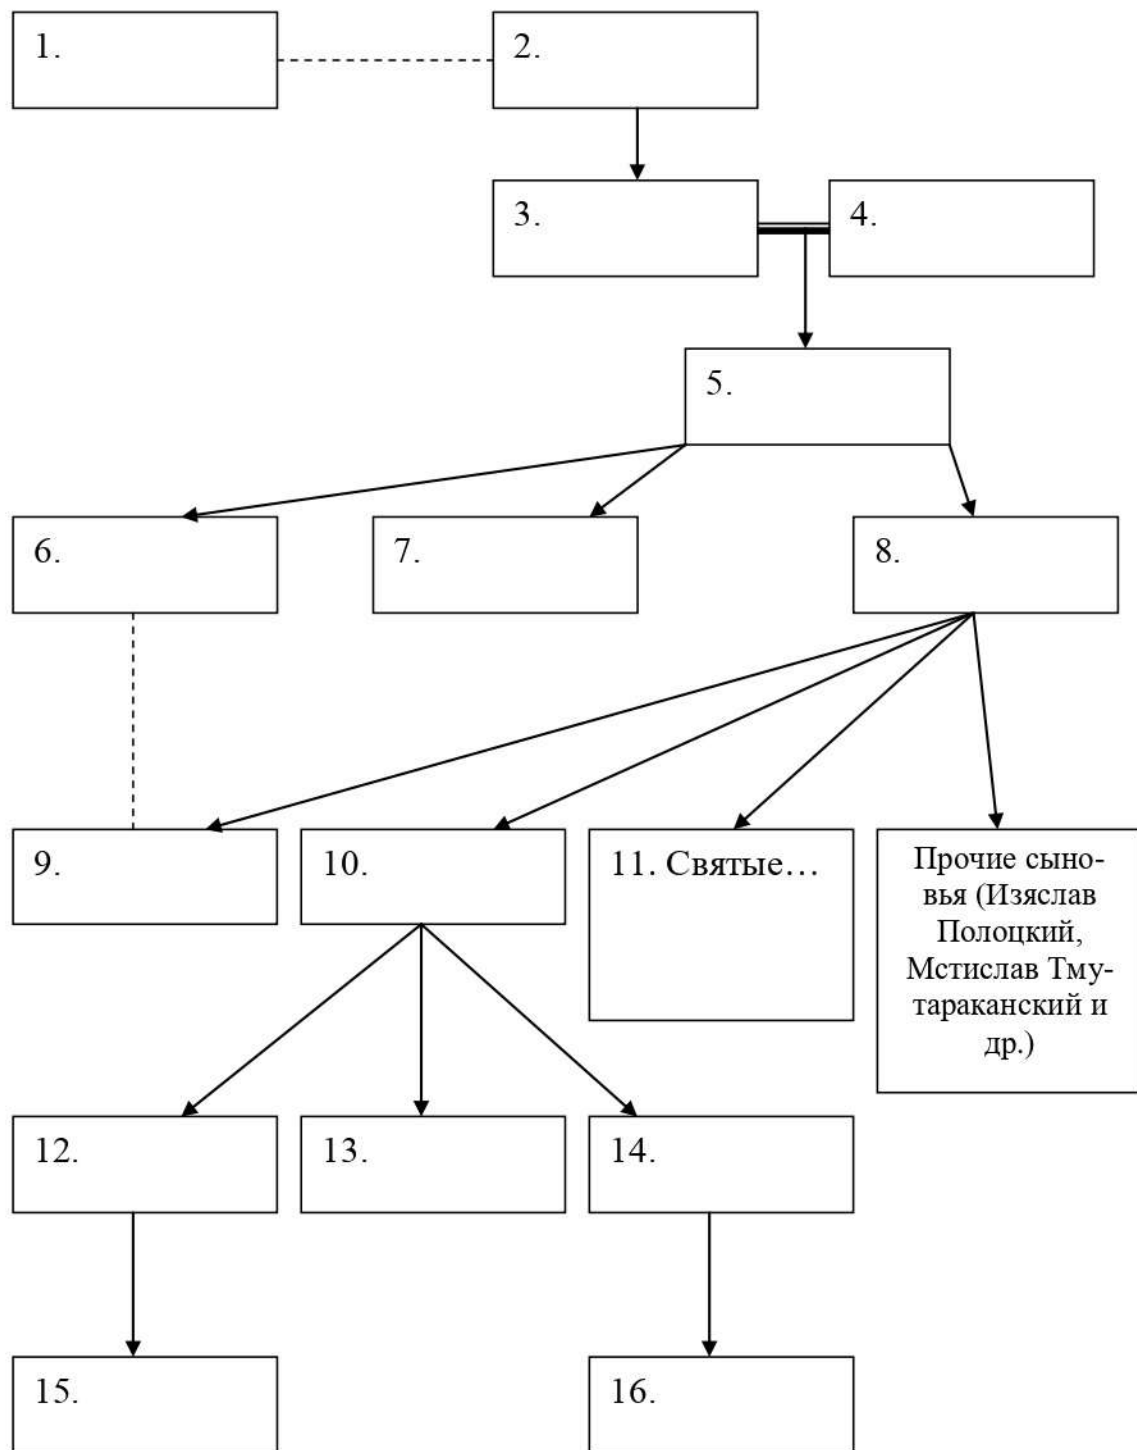 1.
2.
3.
4.
5.
6.
7.
8.
9.
10.
11. Святые…
Прочие сыно-
вья (Изяслав
Полоцкий,
Мстислав Тму-
тараканский и
др.)
12.
13.
14.
15.
16.